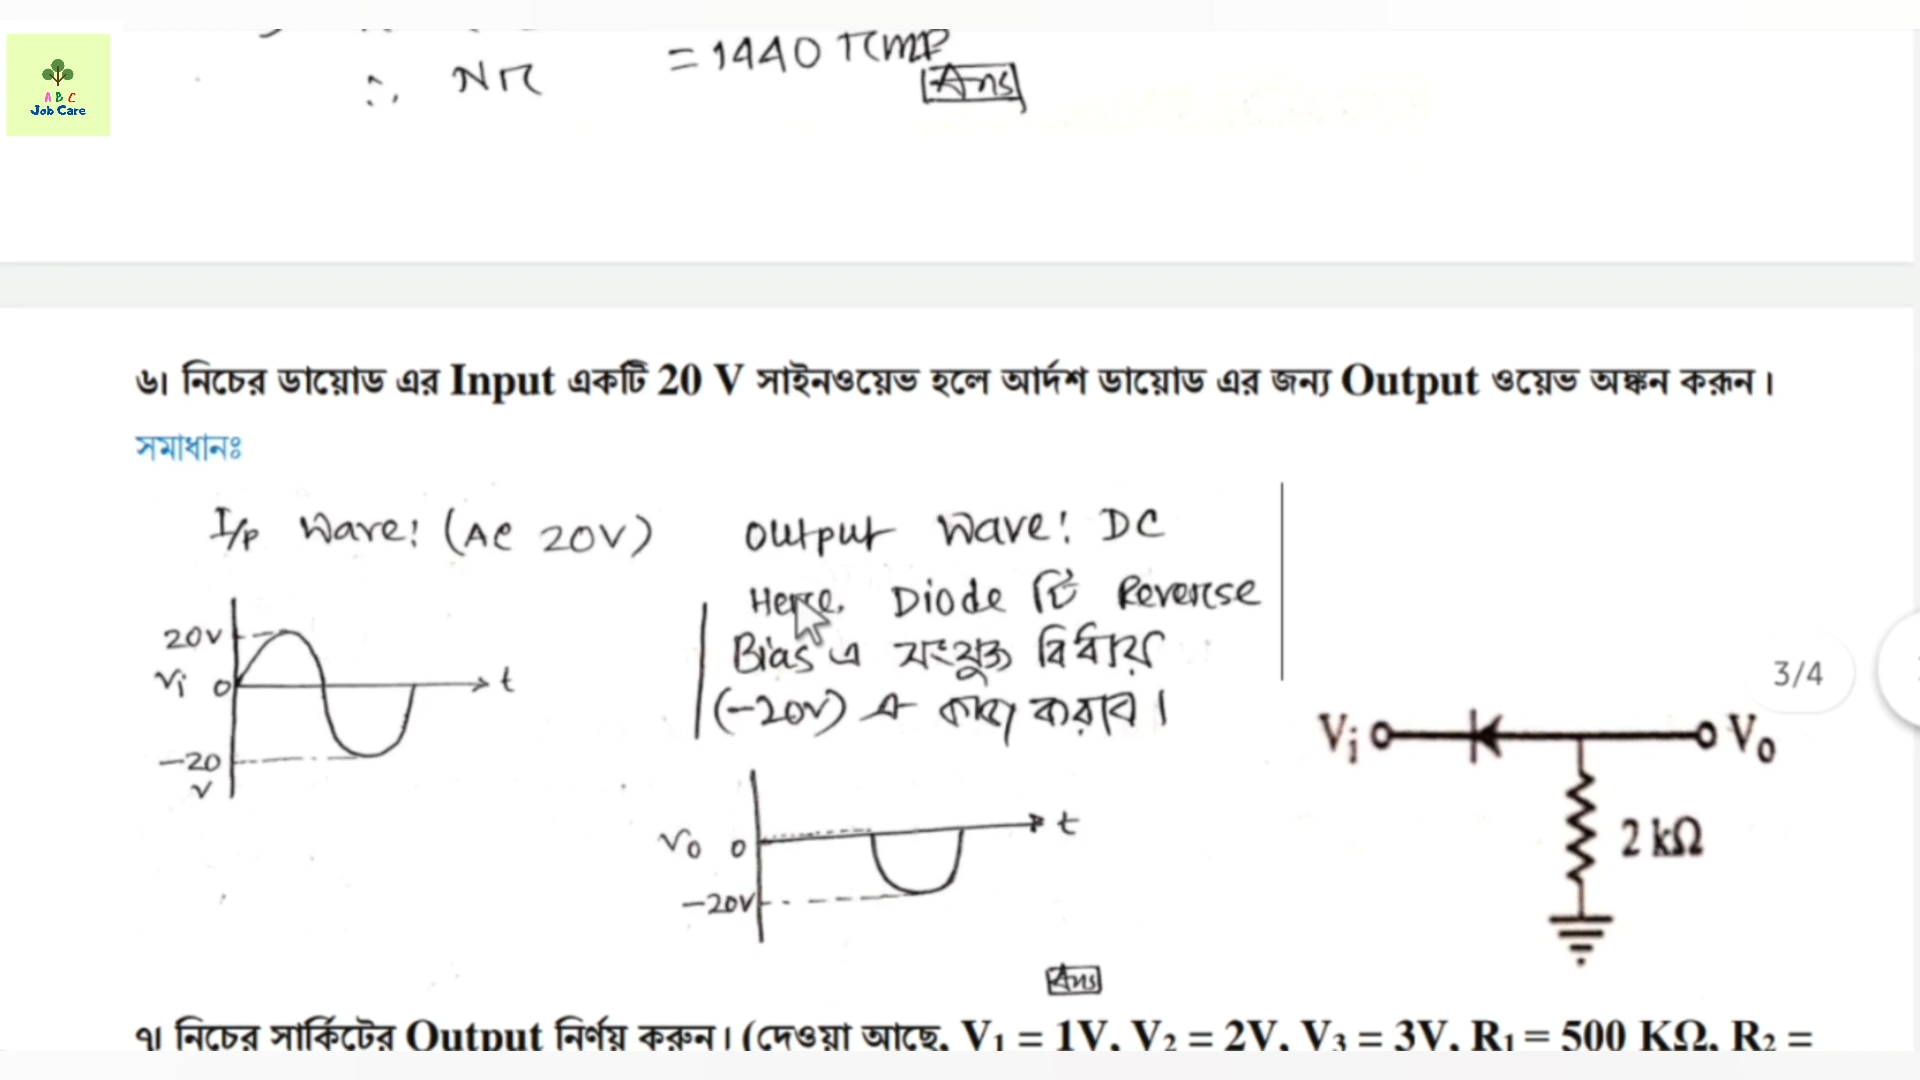 ABC
Job Care
= 1440 rmp
∴ Nr
Ans
৬। নিচের ডায়োড এর Input একটি 20 V সাইনওয়েভ হলে আর্দশ ডায়োড এর জন্য Output ওয়েভ অঙ্কন করুন।
সমাধানঃ
I/p Wave: (AC 20V)
Output Wave: DC
Here, Diode টি Reverse
Bias এ সংযুক্ত বিধায়
(-20V) এ কাজ করবে।
20V
Vi 0 t
-20
V
V0 0 t
-20V
Ans
3/4
Vi Vo
2 kΩ
৭। নিচের সার্কিটের Output নির্ণয় করুন। (দেওয়া আছে, V1 = 1V, V2 = 2V, V3 = 3V, R1 = 500 KΩ, R2 =